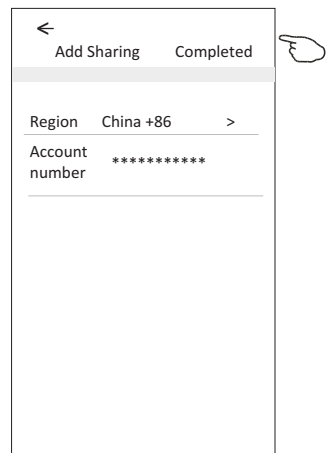 ←
Add Sharing Completed
Region China +86 >
Account
number ***********